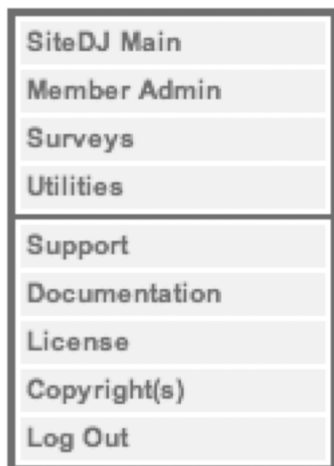 SiteDJ Main
Member Admin
Surveys
Utilities
Support
Documentation
License
Copyright(s)
Log Out